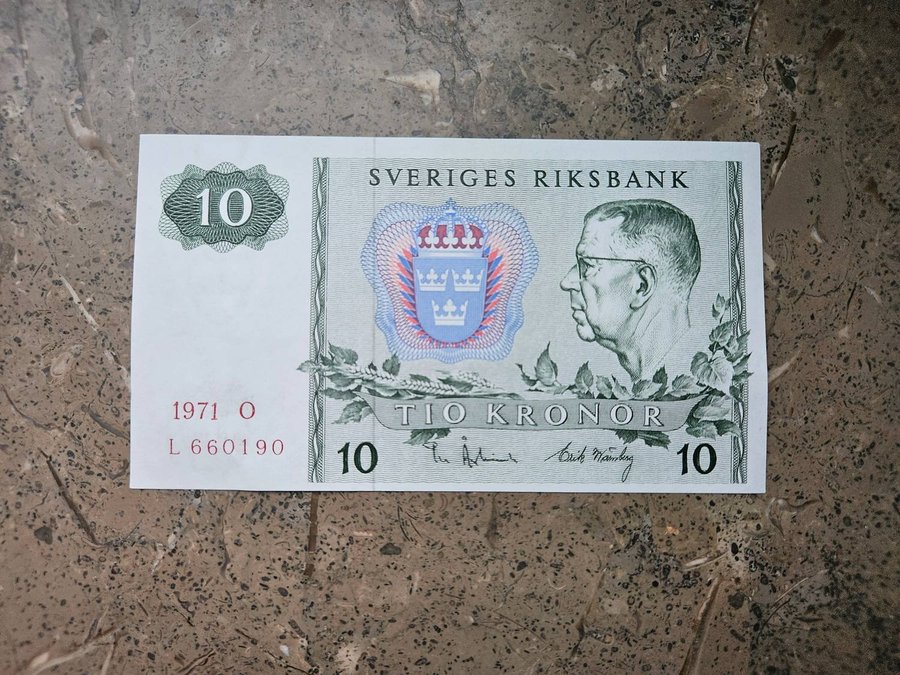 10
SVERIGES RIKSBANK
TIO KRONOR
1971 O
L 660190
10
10